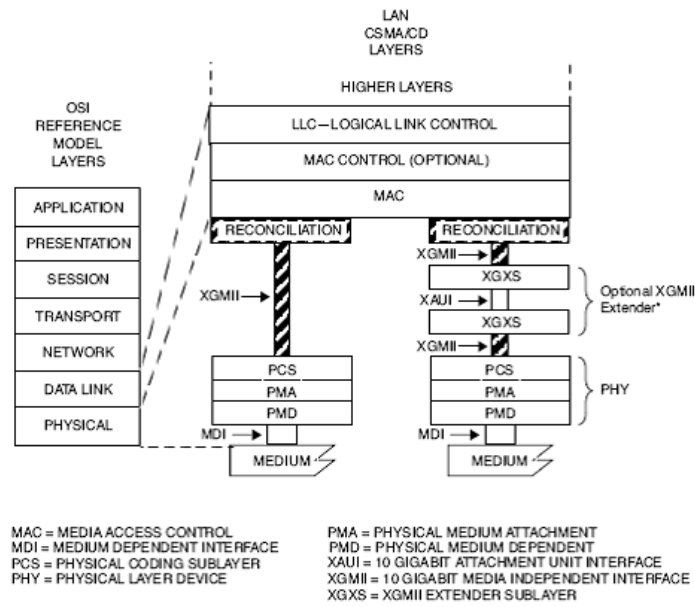 LAN
CSMA/CD
LAYERS
HIGHER LAYERS
OSI
REFERENCE
MODEL
LAYERS
APPLICATION
PRESENTATION
SESSION
TRANSPORT
NETWORK
DATA LINK
PHYSICAL
LLC—LOGICAL LINK CONTROL
MAC CONTROL (OPTIONAL)
MAC
RECONCILIATION
XGMII
PCS
PMA
PMD
MDI
MEDIUM
RECONCILIATION
XGMII
XGXS
XAUI
XGXS
XGMII
Optional XGMII
Extender*
PCS
PMA
PMD
PHY
MDI
MEDIUM
MAC = MEDIA ACCESS CONTROL
MDI = MEDIUM DEPENDENT INTERFACE
PCS = PHYSICAL CODING SUBLAYER
PHY = PHYSICAL LAYER DEVICE
PMA = PHYSICAL MEDIUM ATTACHMENT
PMD = PHYSICAL MEDIUM DEPENDENT
XAUI = 10 GIGABIT ATTACHMENT UNIT INTERFACE
XGMII = 10 GIGABIT MEDIA INDEPENDENT INTERFACE
XGXS = XGMII EXTENDER SUBLAYER